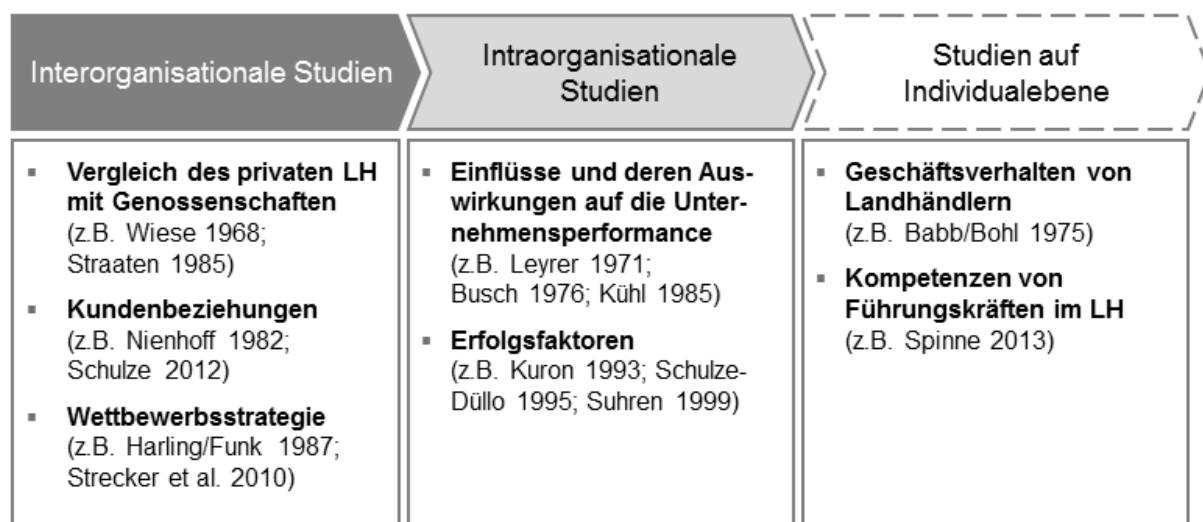 Interorganisationale Studien
Intraorganisationale
Studien
Studien auf
Individualebene
▪ Vergleich des privaten LH
mit Genossenschaften
(z.B. Wiese 1968;
Straaten 1985)
▪ Kundenbeziehungen
(z.B. Nienhoff 1982;
Schulze 2012)
▪ Wettbewerbsstrategie
(z.B. Harling/Funk 1987;
Strecker et al. 2010)
▪ Einflüsse und deren Aus-
wirkungen auf die Unter-
nehmensperformance
(z.B. Leyrer 1971;
Busch 1976; Kühl 1985)
▪ Erfolgsfaktoren
(z.B. Kuron 1993; Schulze-
Düllo 1995; Suhren 1999)
▪ Geschäftsverhalten von
Landhändlern
(z.B. Babb/Bohl 1975)
▪ Kompetenzen von
Führungskräften im LH
(z.B. Spinne 2013)